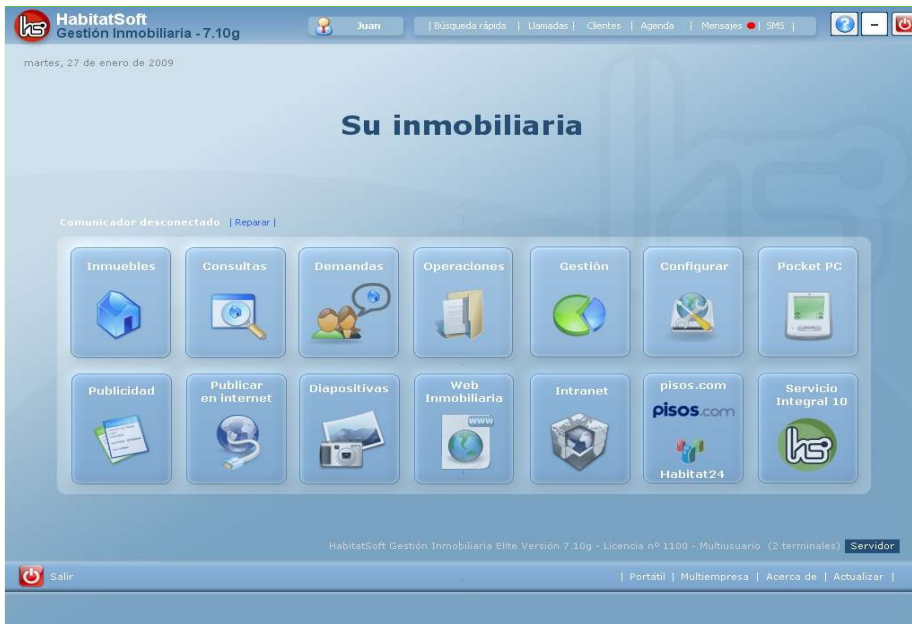 HabitatSoft
Gestión Inmobiliaria - 7.10g
Juan
| Búsqueda rápida | Llamadas | Clientes | Agenda | Mensajes | SMS |
martes, 27 de enero de 2009
Su inmobiliaria
Comunicador desconectado | Reparar |
Inmuebles Consultas Demandas Operaciones Gestión Configurar Pocket PC
Publicidad
Publicar
en internet
Diapositivas
Web
Inmobiliaria
www
Intranet
pisos.com
pisos.com
Habitat24
Servicio
Integral 10
hs
HabitatSoft Gestión Inmobiliaria Elite Versión 7.10g - Licencia nº 1100 - Multiusuario (2 terminales) Servidor
Salir
| Portátil | Multiempresa | Acerca de | Actualizar |